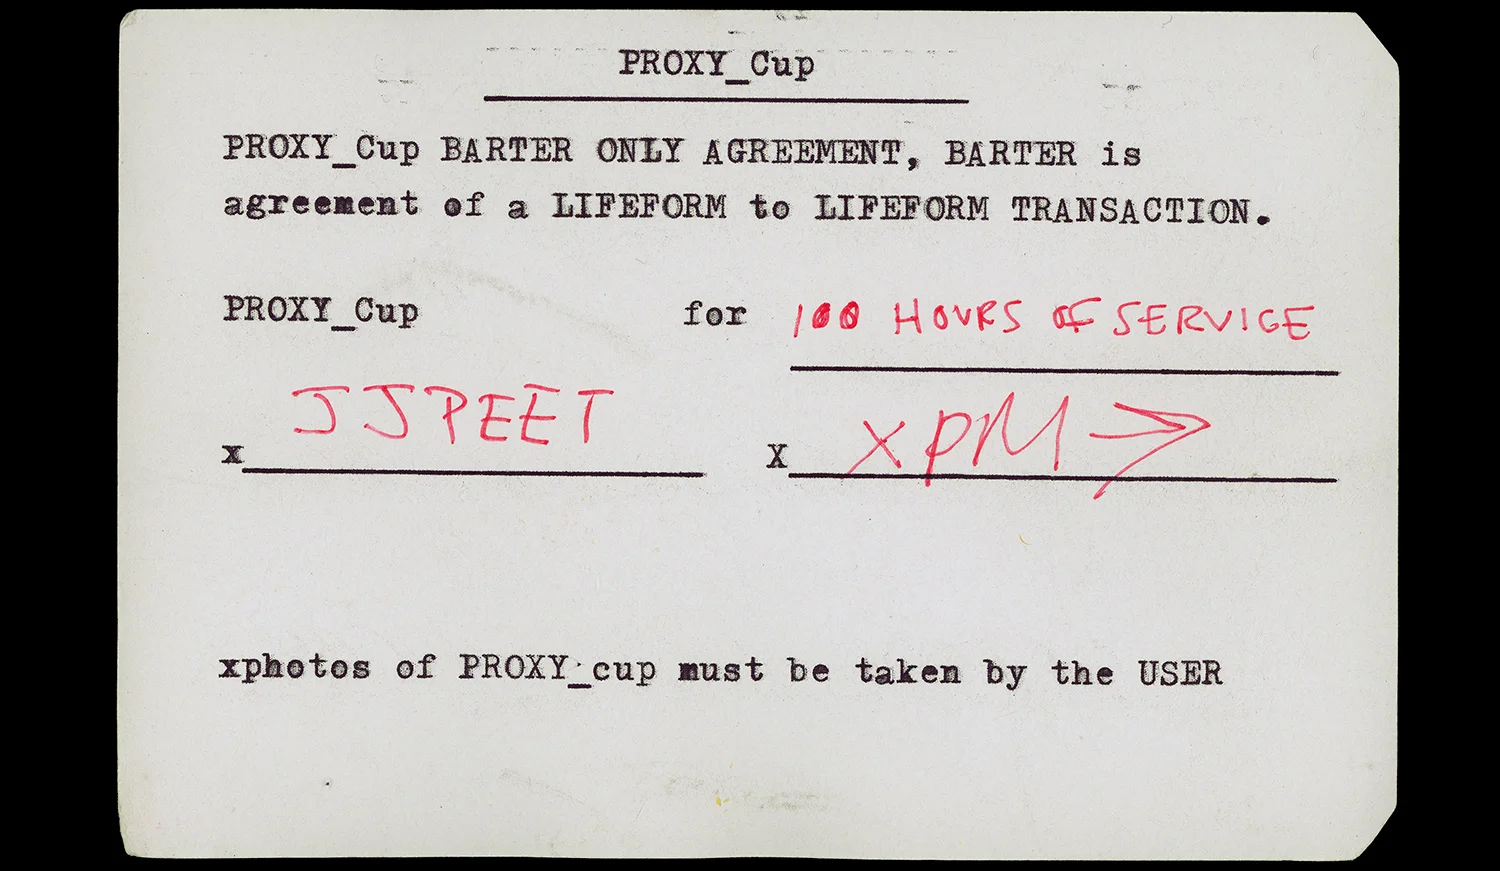 PROXY_Cup
PROXY_Cup BARTER ONLY AGREEMENT, BARTER is
agreement of a LIFEFORM to LIFEFORM TRANSACTION.
PROXY_Cup for 100 HOURS OF SERVICE
x JJPEET X XPM→
xphotos of PROXY_cup must be taken by the USER